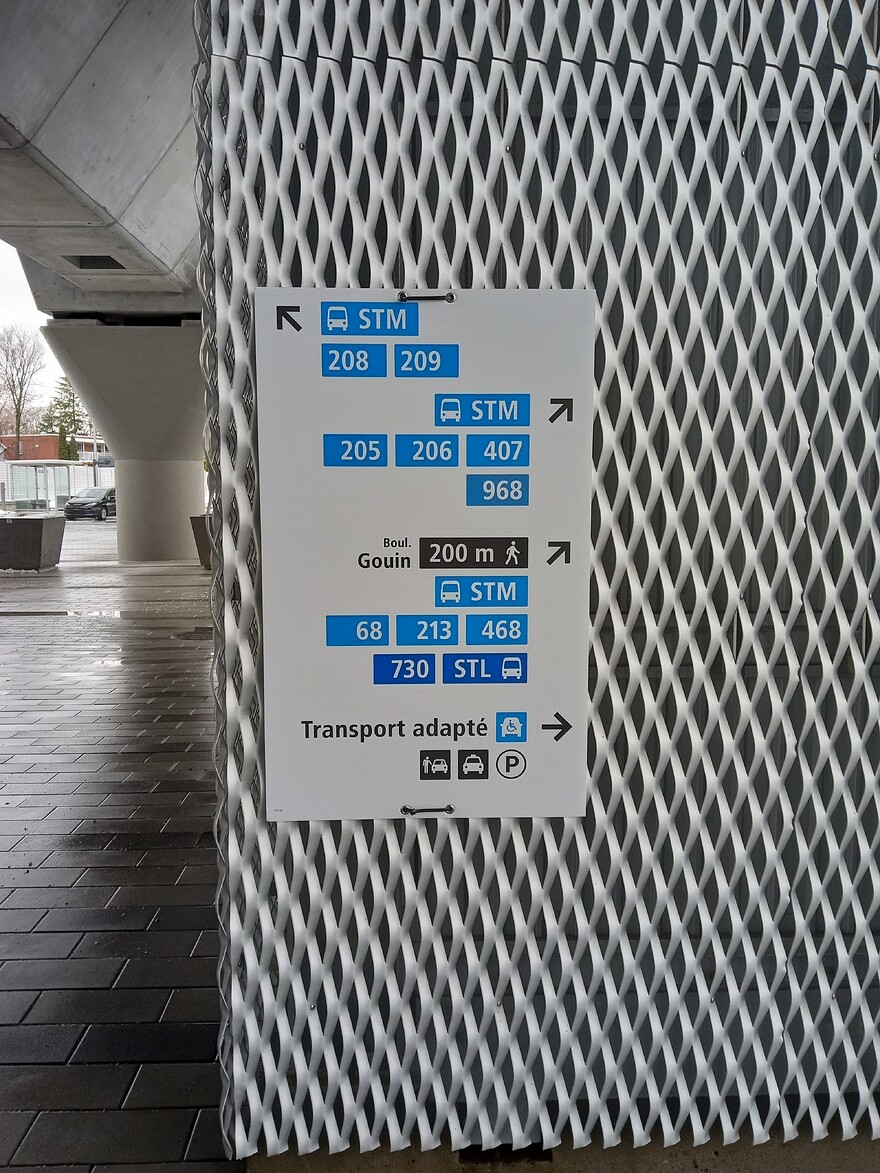 STM
208 209
STM
205 206 407
968
Boul.
Gouin 200 m
STM
68 213 468
730 STL
Transport adapté
P